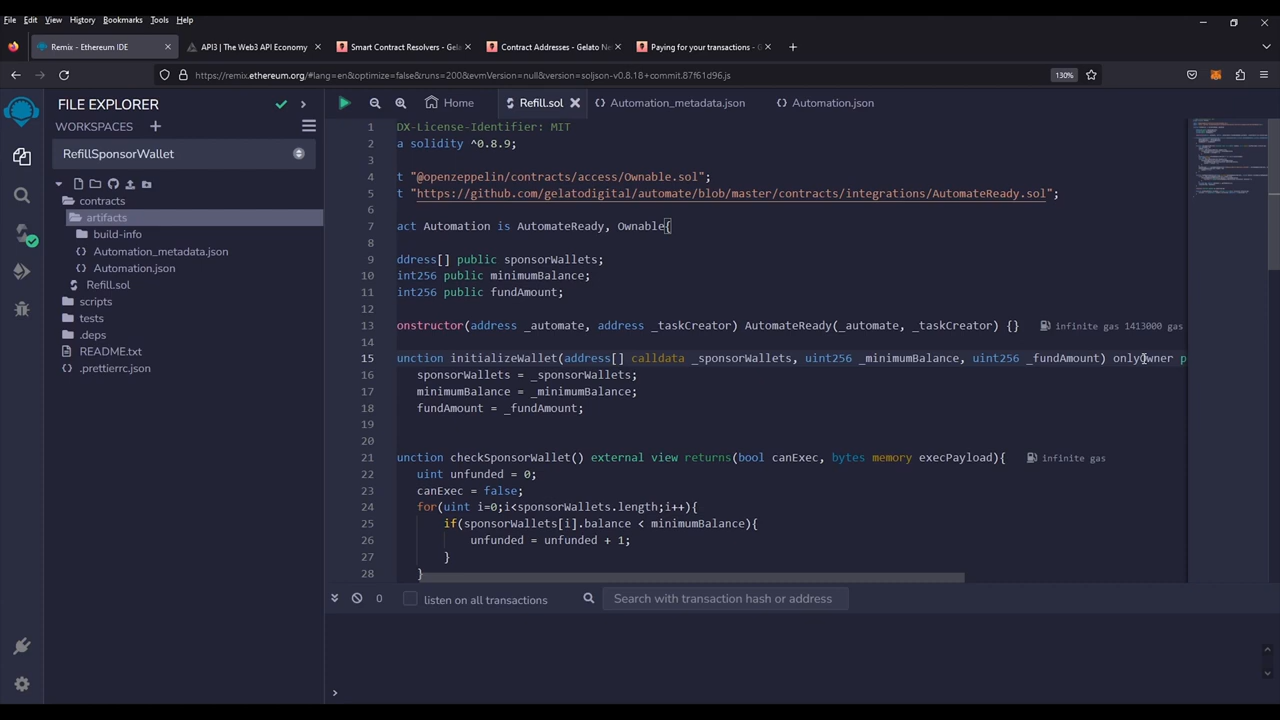 File Edit View History Bookmarks Tools Help
Remix - Ethereum IDE
API3 | The Web3 API Economy
Smart Contract Resolvers - Gelato
Contract Addresses - Gelato Net
Paying for your transactions - Gela
https://remix.ethereum.org/#lang=en&optimize=false&runs=200&evmVersion=null&version=soljson-v0.8.18+commit.87f61d96.js
130%
FILE EXPLORER
WORKSPACES
RefillSponsorWallet
contracts
artifacts
build-info
Automation_metadata.json
Automation.json
Refill.sol
scripts
tests
.deps
README.txt
.prettierrc.json
Home
Refill.sol
Automation_metadata.json
Automation.json
1 DX-License-Identifier: MIT
2 a solidity ^0.8.9;
3
4 t "@openzeppelin/contracts/access/Ownable.sol";
5 t "https://github.com/gelatodigital/automate/blob/master/contracts/integrations/AutomateReady.sol";
6
7 act Automation is AutomateReady, Ownable{
8
9 ddress[] public sponsorWallets;
10 int256 public minimumBalance;
11 int256 public fundAmount;
12
13 onstructor(address _automate, address _taskCreator) AutomateReady(_automate, _taskCreator) {} infinite gas 1413000 gas
14
15 unction initializeWallet(address[] calldata _sponsorWallets, uint256 _minimumBalance, uint256 _fundAmount) onlyOwner p
16 sponsorWallets = _sponsorWallets;
17 minimumBalance = _minimumBalance;
18 fundAmount = _fundAmount;
19
20
21 unction checkSponsorWallet() external view returns(bool canExec, bytes memory execPayload){ infinite gas
22 uint unfunded = 0;
23 canExec = false;
24 for(uint i=0;i<sponsorWallets.length;i++){
25 if(sponsorWallets[i].balance < minimumBalance){
26 unfunded = unfunded + 1;
27 }
28 }
0
listen on all transactions
Search with transaction hash or address
>